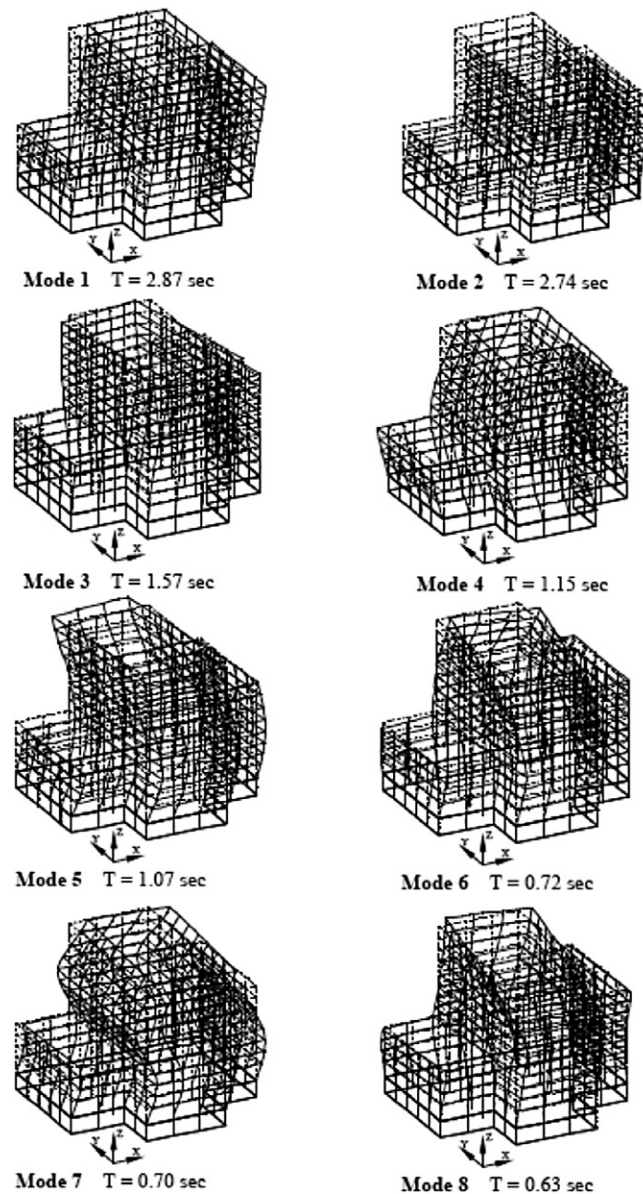 Y Z X
Y Z X
Mode 1 T = 2.87 sec
Mode 2 T = 2.74 sec
Y Z X
Y Z X
Mode 3 T = 1.57 sec
Mode 4 T = 1.15 sec
Y Z X
Y Z X
Mode 5 T = 1.07 sec
Mode 6 T = 0.72 sec
Y Z X
Y Z X
Mode 7 T = 0.70 sec
Mode 8 T = 0.63 sec